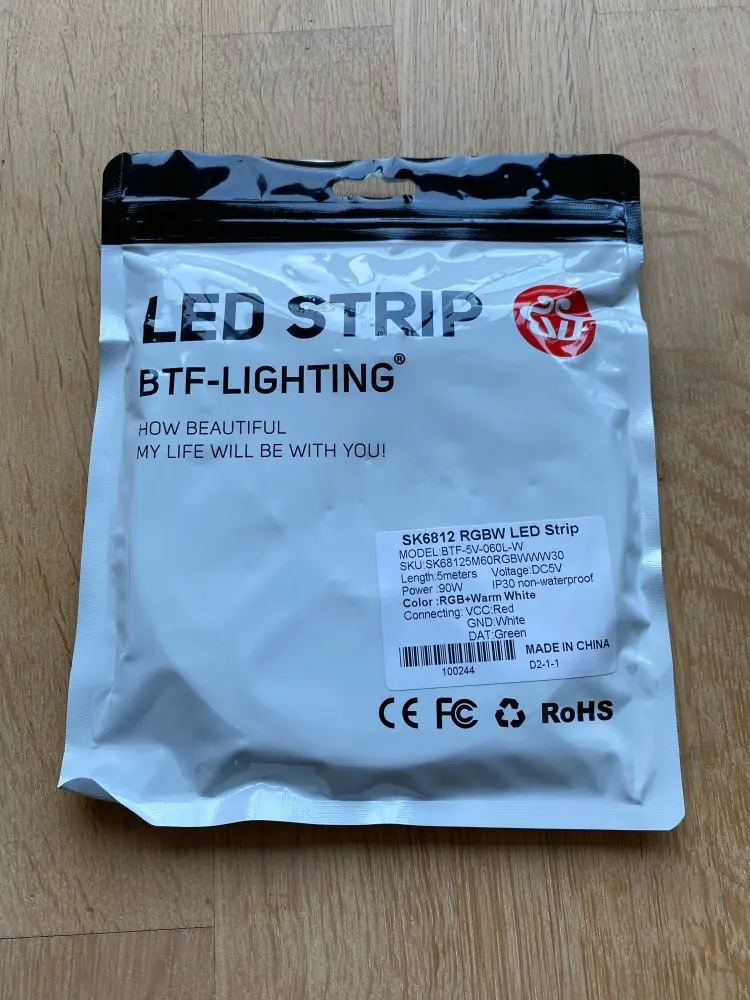 LED STRIP
BTF-LIGHTING®
HOW BEAUTIFUL
MY LIFE WILL BE WITH YOU!
SK6812 RGBW LED Strip
MODEL:BTF-5V-060L-W
SKU:SK68125M60RGBWWW30
Length:5meters Voltage:DC5V
Power :90W IP30 non-waterproof
Color :RGB+Warm White
Connecting: VCC:Red
GND:White
DAT:Green
MADE IN CHINA
100244 D2-1-1
CE FC RoHS